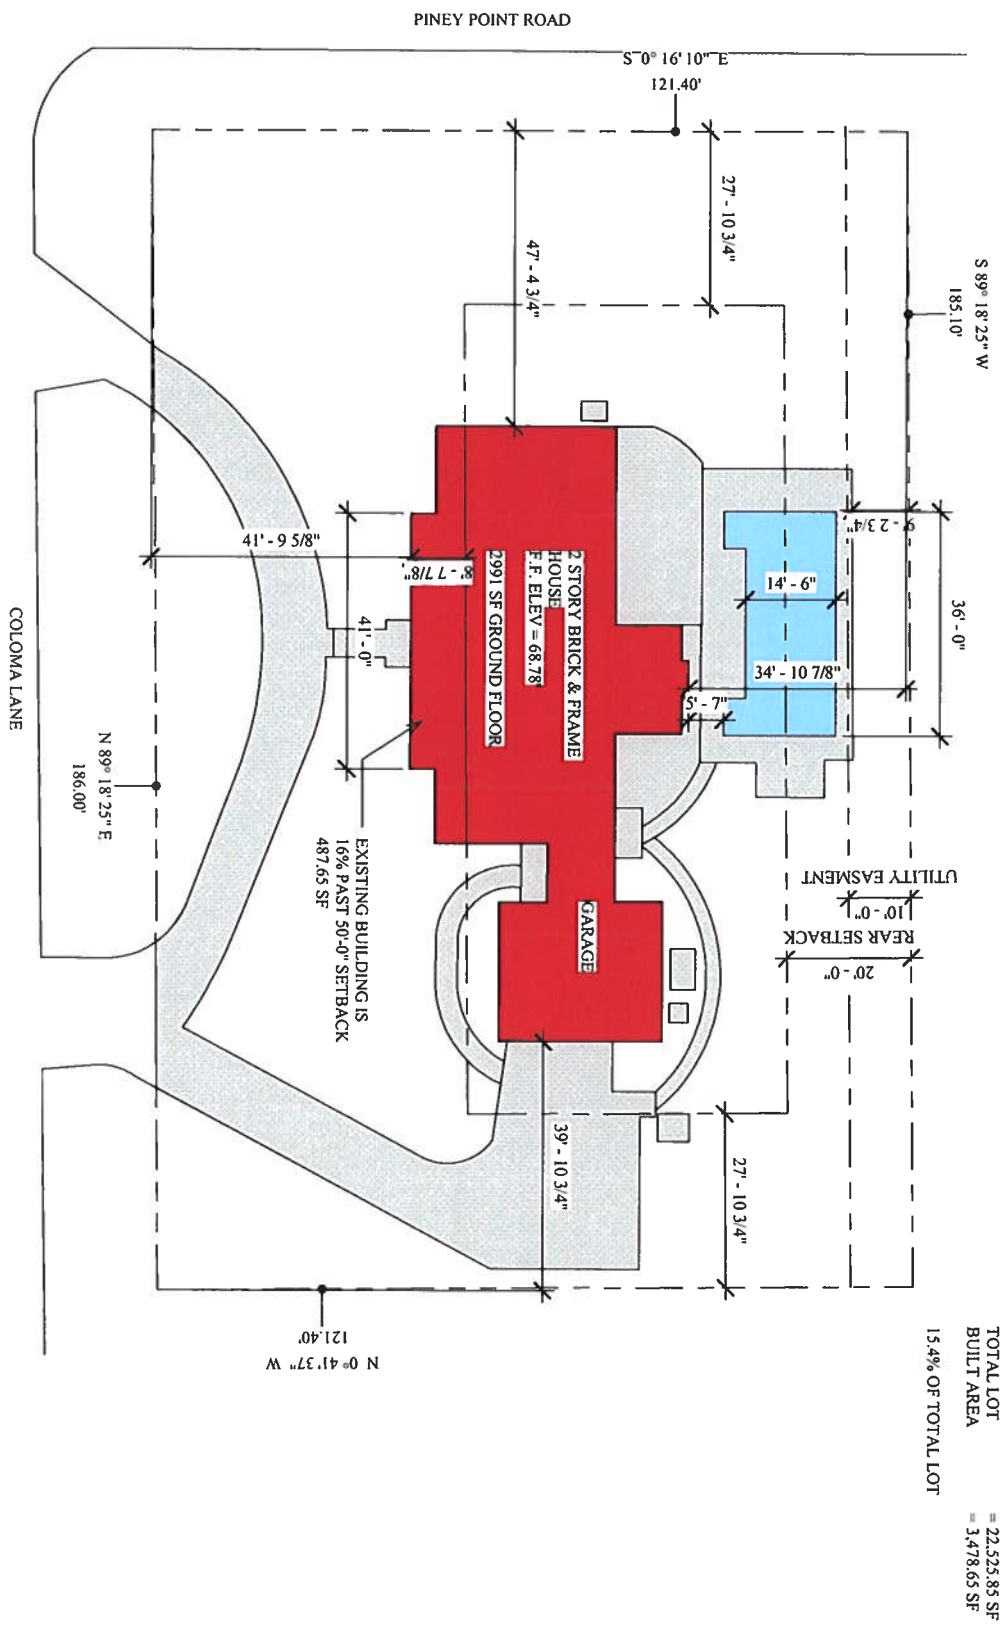 PINEY POINT ROAD
S 0° 16' 10" E
121.40'
27' - 10 3/4"
47' - 4 3/4"
S 89° 18' 25" W
185.10'
9' - 2 3/4"
36' - 0"
14' - 6"
34' - 10 7/8"
5' - 7"
41' - 9 5/8"
8' - 7 7/8"
41' - 0"
2 STORY BRICK & FRAME
HOUSE
F.F. ELEV = 68.78'
2991 SF GROUND FLOOR
COLOMA LANE
N 89° 18' 25" E
186.00'
EXISTING BUILDING IS
16% PAST 50'-0" SETBACK
487.65 SF
GARAGE
UTILITY EASMENT
10' - 0"
REAR SETBACK
20' - 0"
39' - 10 3/4"
27' - 10 3/4"
N 0° 41' 37" W
121.40'
TOTAL LOT = 22,525.85 SF
BUILT AREA = 3,478.65 SF
15.4% OF TOTAL LOT